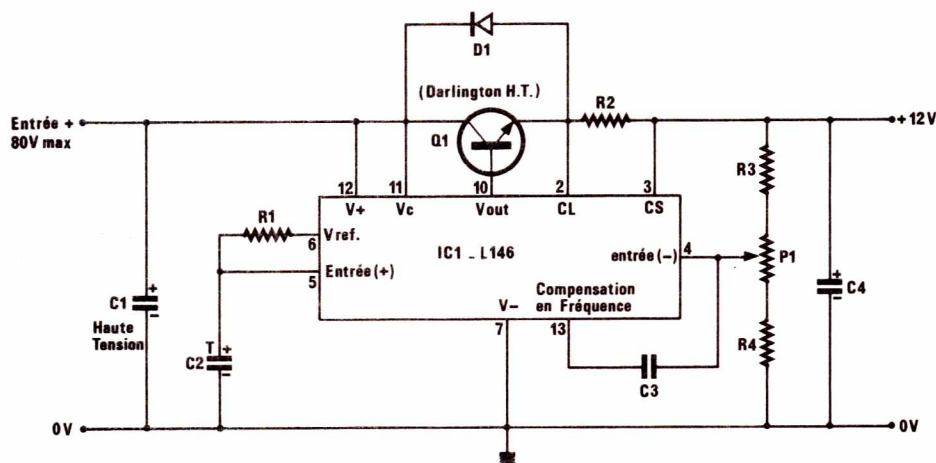 D1
(Darlington H.T.)
R2
Entrée +
80V max
Q1
+ 12V
R3
12
11
10
2
3
V+
Vc
Vout
CL
CS
R1
6
Vref.
IC1 _ L146
entrée (-)
4
P1
Entrée (+)
5
C1
+
-
Haute
Tension
Compensation
en Fréquence
V-
7
13
C4
+
-
T
+
C2
-
R4
C3
0V
0V